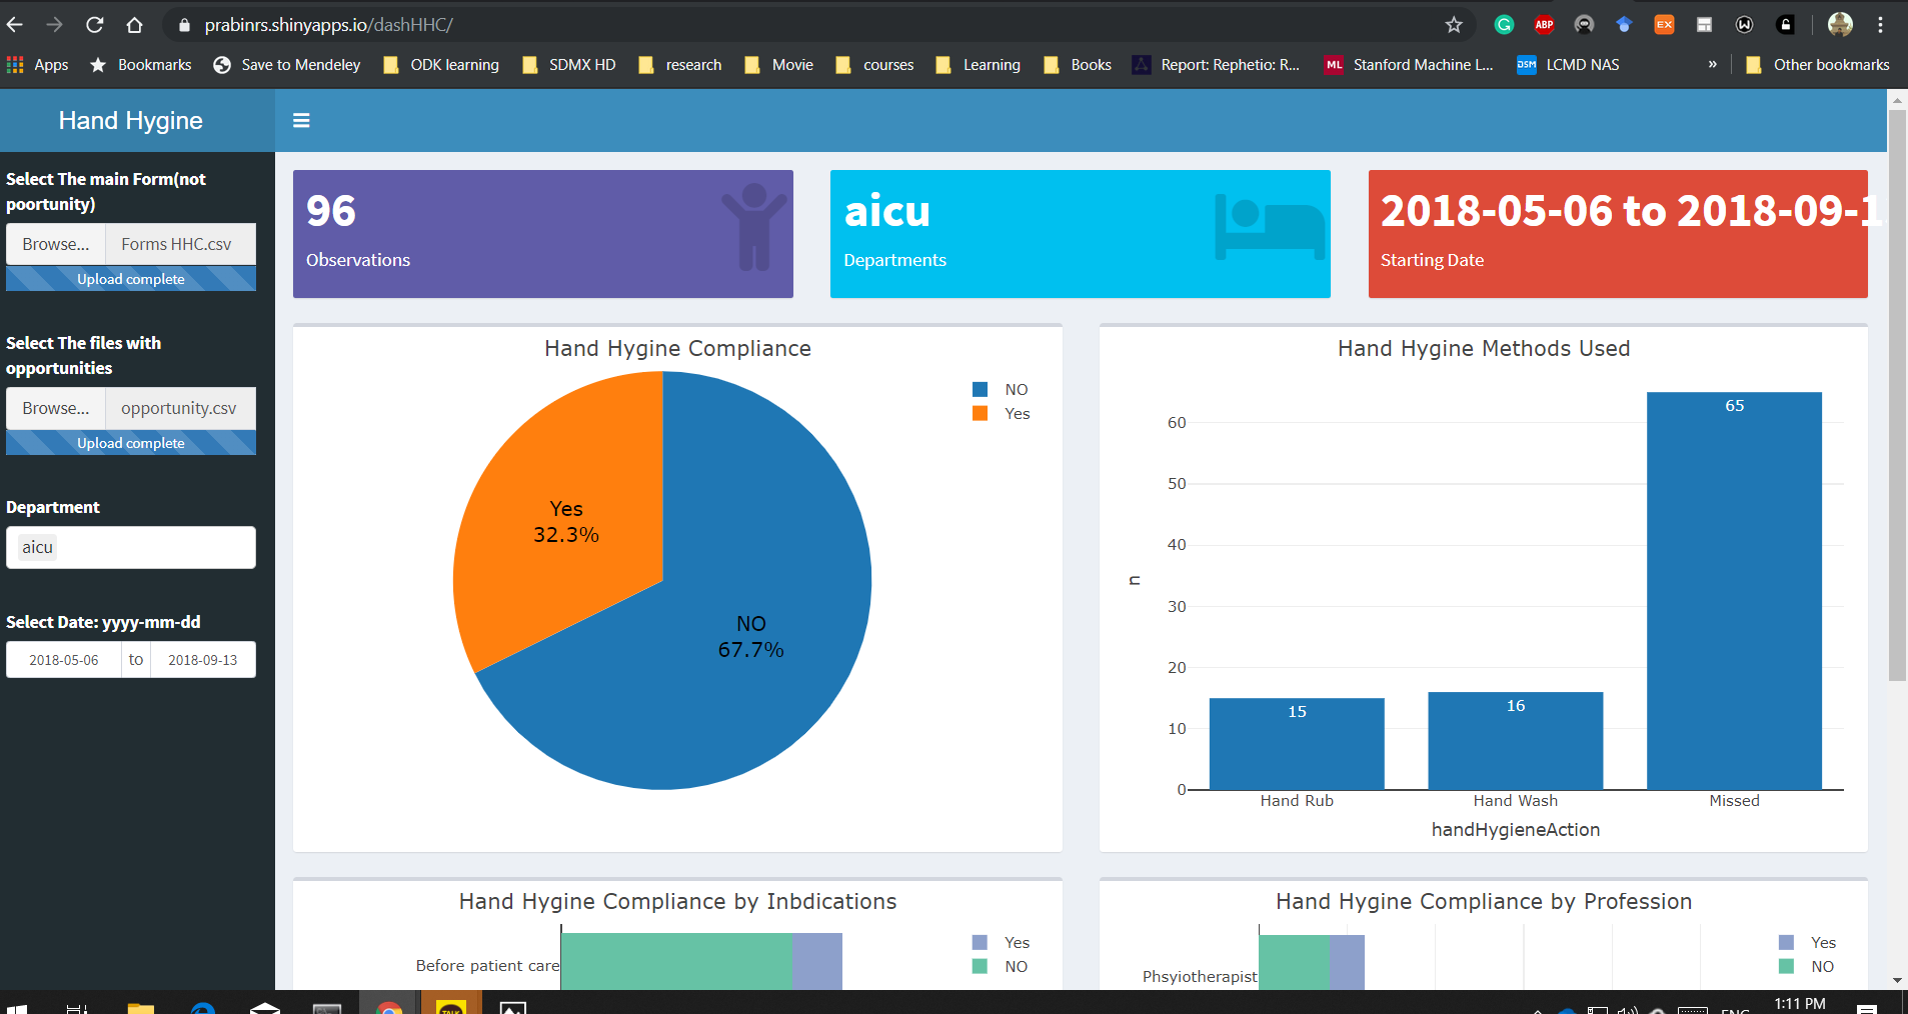 prabinrs.shinyapps.io/dashHHC/
ABP
EX
Apps
Bookmarks
Save to Mendeley
ODK learning
SDMX HD
research
Movie
courses
Learning
Books
Report: Rephetio: R...
ML
Stanford Machine L...
DSM
LCMD NAS
»
Other bookmarks
Hand Hygine
Select The main Form(not
poortunity)
Browse...
Forms HHC.csv
Upload complete
Select The files with
opportunities
Browse...
opportunity.csv
Upload complete
Department
aicu
Select Date: yyyy-mm-dd
2018-05-06 to 2018-09-13
96
Observations
aicu
Departments
2018-05-06 to 2018-09-1
Starting Date
Hand Hygine Compliance
NO
Yes
Yes
32.3%
NO
67.7%
Hand Hygine Methods Used
60
50
40
30
20
10
0
n
15
16
65
Hand Rub
Hand Wash
Missed
handHygieneAction
Hand Hygine Compliance by Inbdications
Yes
NO
Before patient care
Hand Hygine Compliance by Profession
Yes
NO
Phsyiotherapist
TALK
ENG
1:11 PM